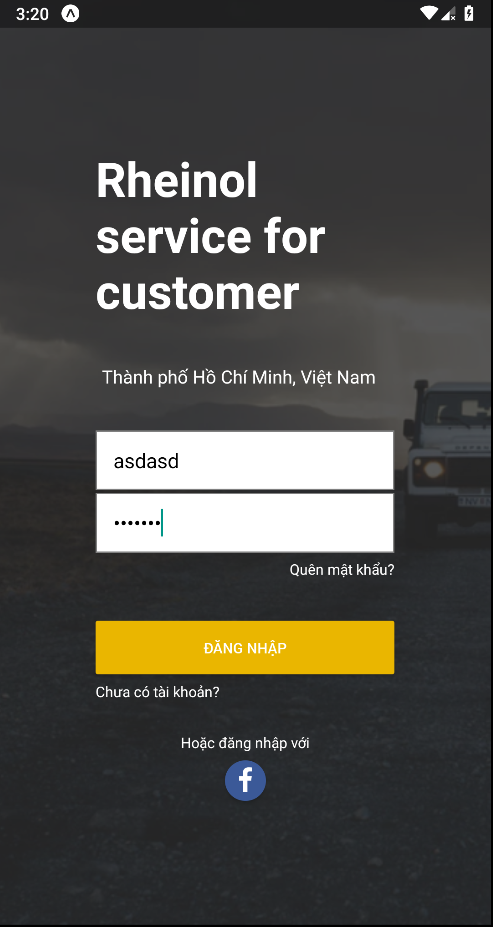 3:20
Rheinol
service for
customer
Thành phố Hồ Chí Minh, Việt Nam
asdasd
•••••••
Quên mật khẩu?
ĐĂNG NHẬP
Chưa có tài khoản?
Hoặc đăng nhập với